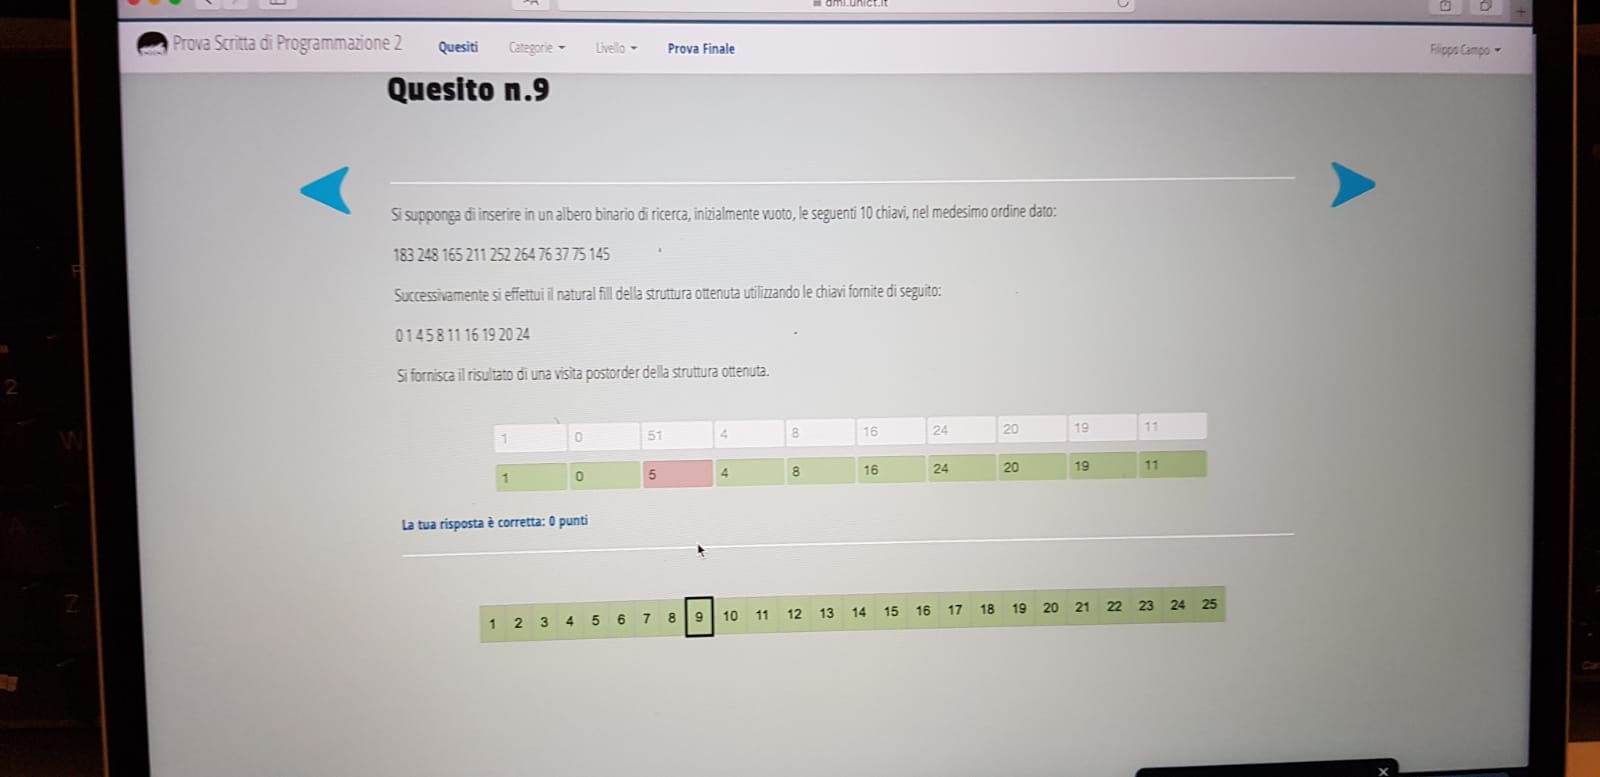 dmi.unict.it
Prova Scritta di Programmazione 2 Quesiti Categorie Livello Prova Finale Filippo Campo
Quesito n.9
Si supponga di inserire in un albero binario di ricerca, inizialmente vuoto, le seguenti 10 chiavi, nel medesimo ordine dato:
183 248 165 211 252 264 76 37 75 145
Successivamente si effettui il natural fill della struttura ottenuta utilizzando le chiavi fornite di seguito:
0 1 4 5 8 11 16 19 20 24
Si fornisca il risultato di una visita postorder della struttura ottenuta.
1 0 51 4 8 16 24 20 19 11
1 0 5 4 8 16 24 20 19 11
La tua risposta è corretta: 0 punti
1 2 3 4 5 6 7 8 9 10 11 12 13 14 15 16 17 18 19 20 21 22 23 24 25
2
W
A
Z